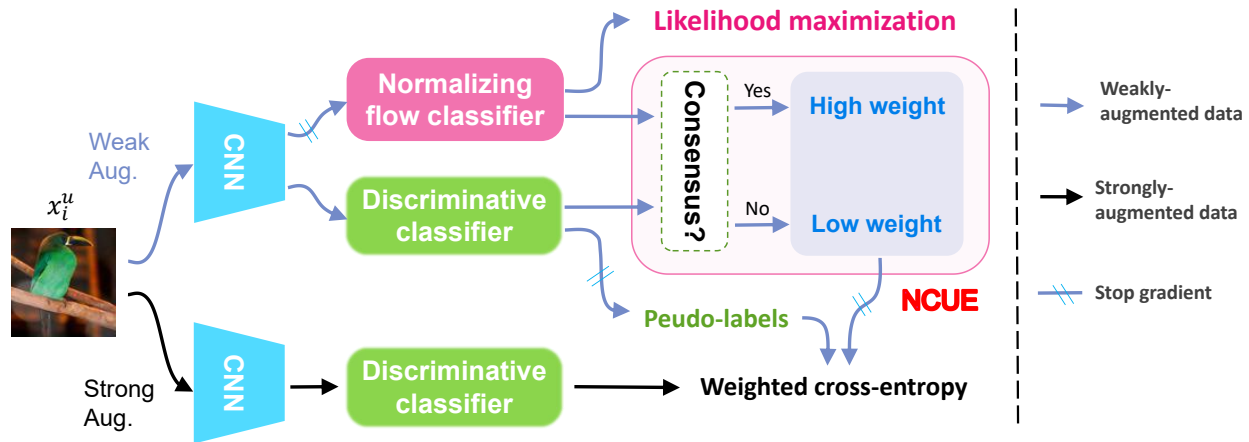 Likelihood maximization
Normalizing
flow classifier
CNN
Weak
Aug.
Consensus?
Yes
High weight
No
Low weight
Discriminative
classifier
x_i^u
NCUE
Peudo-labels
CNN
Strong
Aug.
Discriminative
classifier
Weighted cross-entropy
Weakly-
augmented data
Strongly-
augmented data
Stop gradient